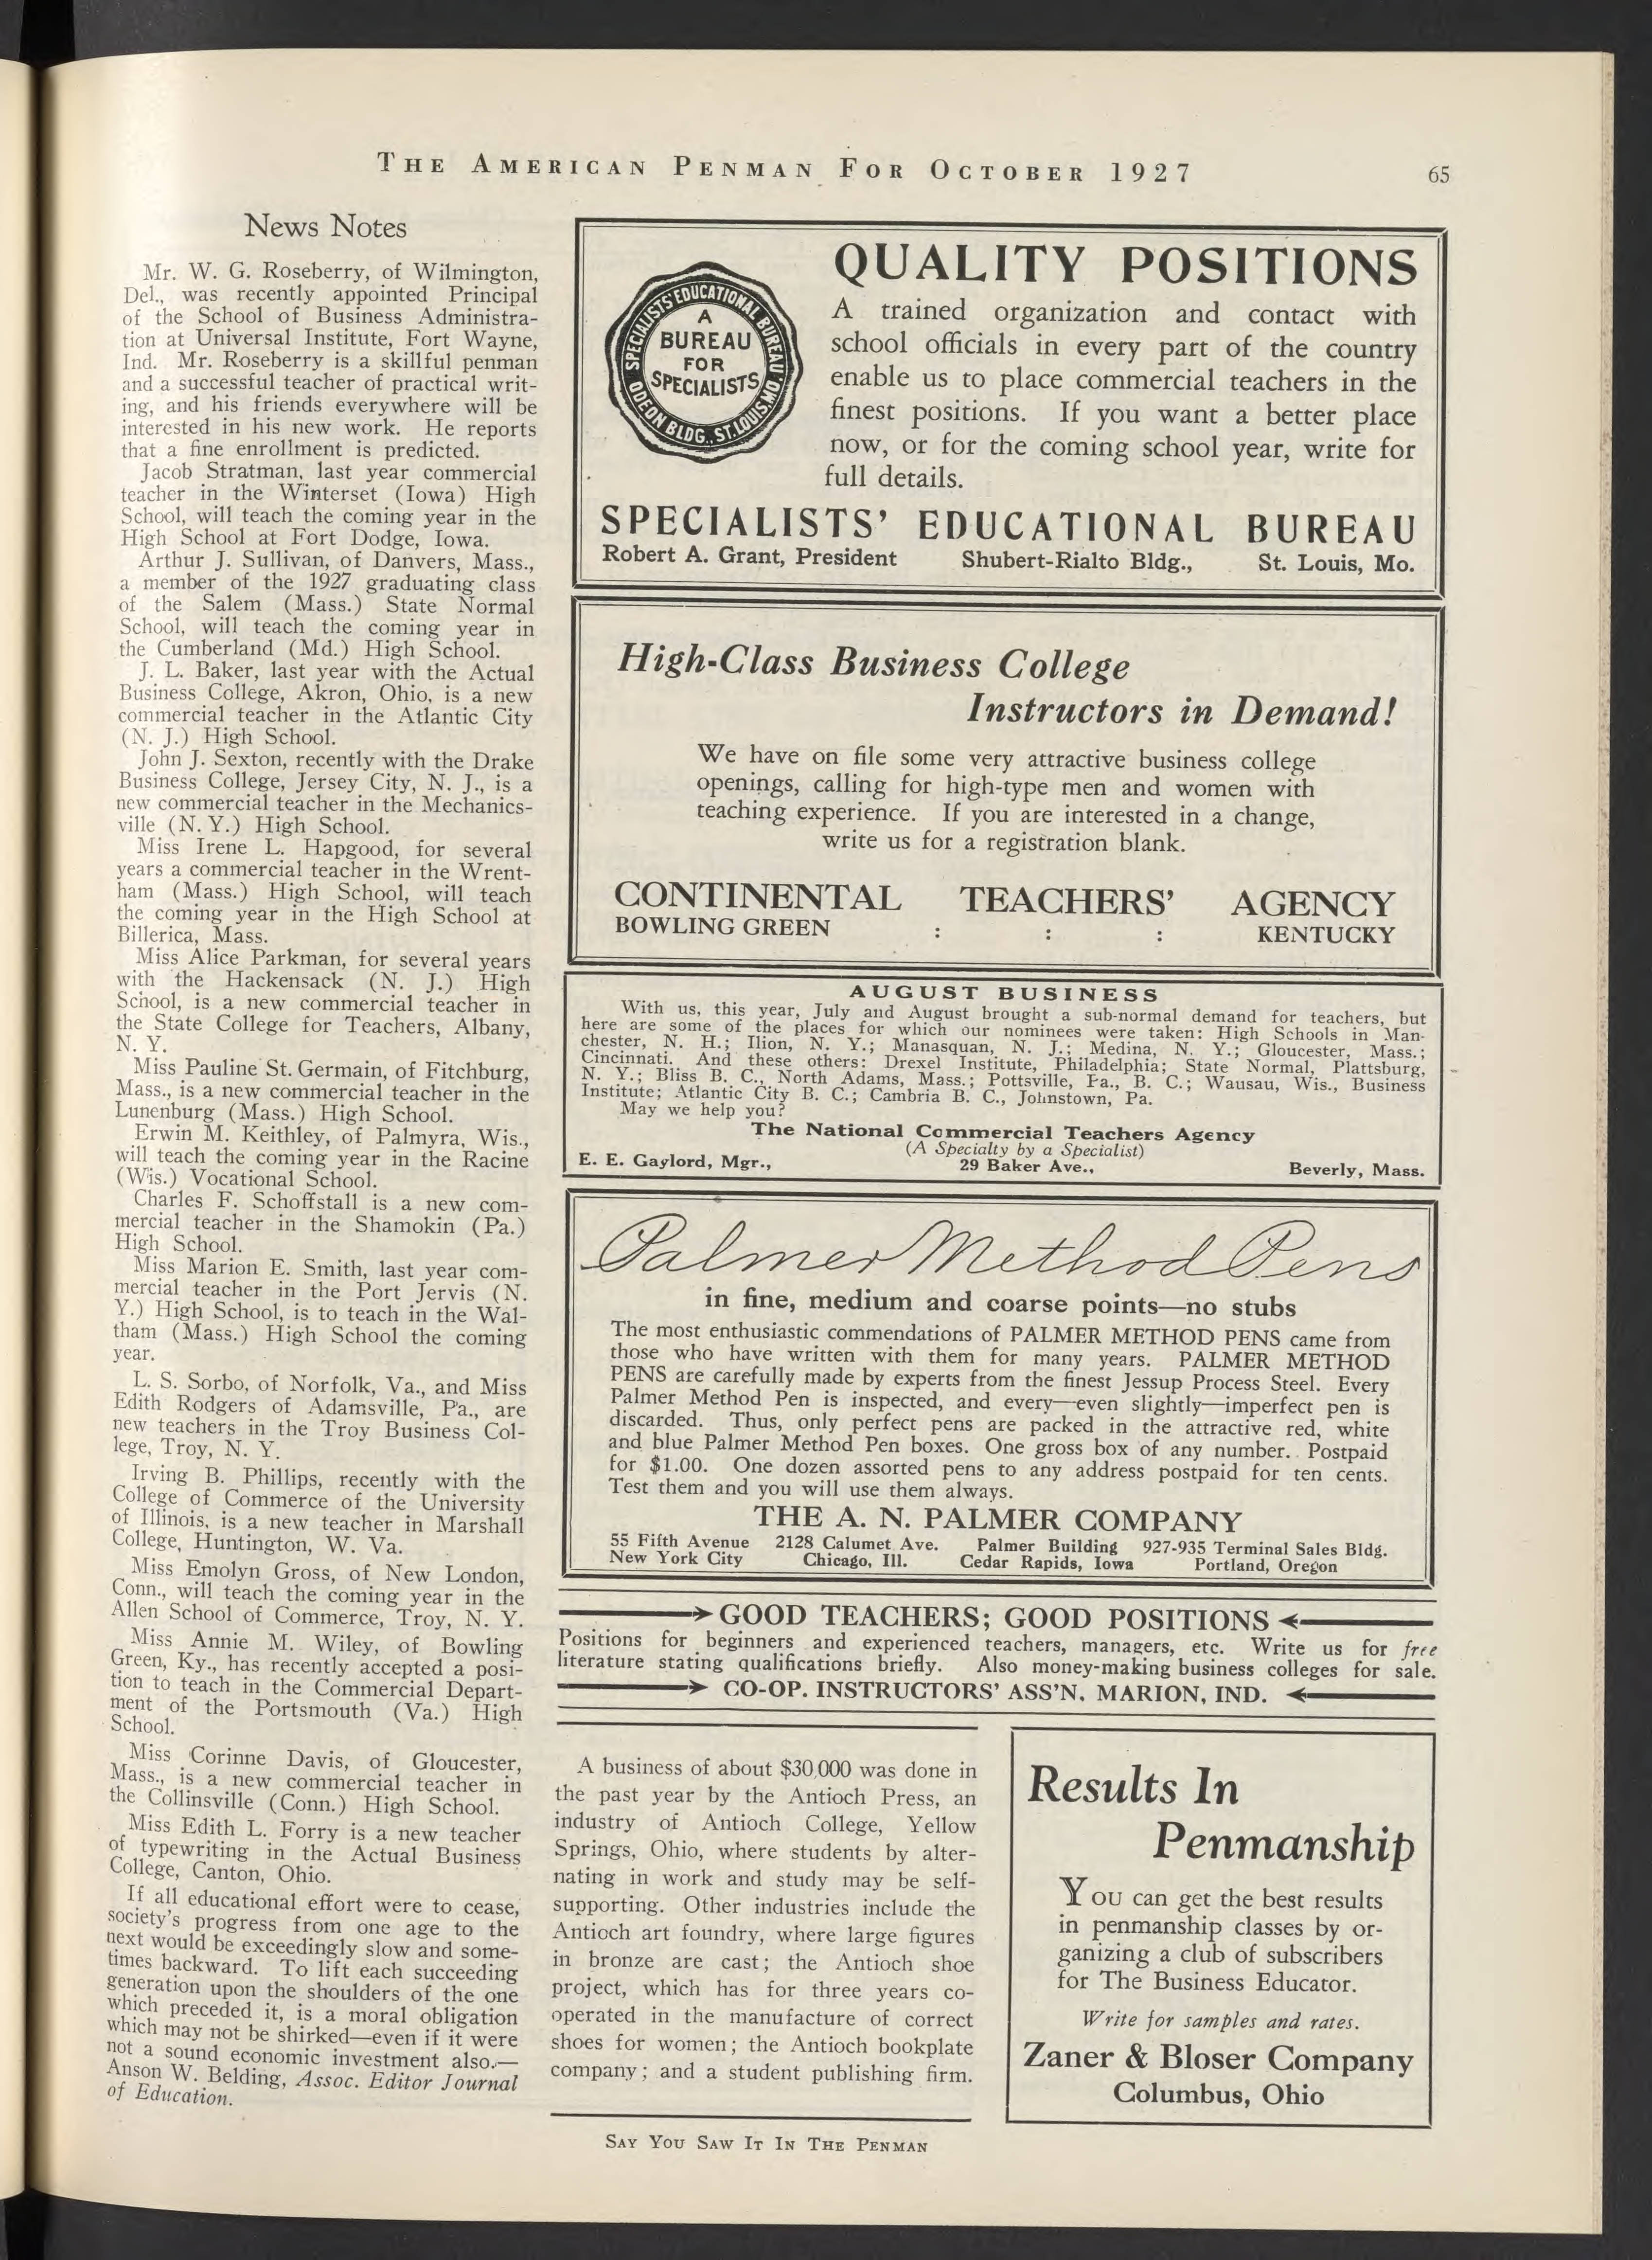 THE AMERICAN PENMAN FOR OCTOBER 1927
65
News Notes
Mr. W. G. Roseberry, of Wilmington,
Del., was recently appointed Principal
of the School of Business Administra-
tion at Universal Institute, Fort Wayne,
Ind. Mr. Roseberry is a skillful penman
and a successful teacher of practical writ-
ing, and his friends everywhere will be
interested in his new work. He reports
that a fine enrollment is predicted.
Jacob Stratman, last year commercial
teacher in the Winterset (Iowa) High
School, will teach the coming year in the
High School at Fort Dodge, Iowa.
Arthur J. Sullivan, of Danvers, Mass.,
a member of the 1927 graduating class
of the Salem (Mass.) State Normal
School, will teach the coming year in
the Cumberland (Md.) High School.
J. L. Baker, last year with the Actual
Business College, Akron, Ohio, is a new
commercial teacher in the Atlantic City
(N. J.) High School.
John J. Sexton, recently with the Drake
Business College, Jersey City, N. J., is a
new commercial teacher in the Mechanics-
ville (N. Y.) High School.
Miss Irene L. Hapgood, for several
years a commercial teacher in the Wrent-
ham (Mass.) High School, will teach
the coming year in the High School at
Billerica, Mass.
Miss Alice Parkman, for several years
with the Hackensack (N. J.) High
School, is a new commercial teacher in
the State College for Teachers, Albany,
N. Y.
Miss Pauline St. Germain, of Fitchburg,
Mass., is a new commercial teacher in the
Lunenburg (Mass.) High School.
Erwin M. Keithley, of Palmyra, Wis.,
will teach the coming year in the Racine
(Wis.) Vocational School.
Charles F. Schoffstall is a new com-
mercial teacher in the Shamokin (Pa.)
High School.
Miss Marion E. Smith, last year com-
mercial teacher in the Port Jervis (N.
Y.) High School, is to teach in the Wal-
tham (Mass.) High School the coming
year.
L. S. Sorbo, of Norfolk, Va., and Miss
Edith Rodgers of Adamsville, Pa., are
new teachers in the Troy Business Col-
lege, Troy, N. Y.
Irving B. Phillips, recently with the
College of Commerce of the University
of Illinois, is a new teacher in Marshall
College, Huntington, W. Va.
Miss Emolyn Gross, of New London,
Conn., will teach the coming year in the
Allen School of Commerce, Troy, N. Y.
Miss Annie M. Wiley, of Bowling
Green, Ky., has recently accepted a posi-
tion to teach in the Commercial Depart-
ment of the Portsmouth (Va.) High
School.
Miss Corinne Davis, of Gloucester,
Mass., is a new commercial teacher in
the Collinsville (Conn.) High School.
Miss Edith L. Forry is a new teacher
of typewriting in the Actual Business
College, Canton, Ohio.
If all educational effort were to cease,
society's progress from one age to the
next would be exceedingly slow and some-
times backward. To lift each succeeding
generation upon the shoulders of the one
which preceded it, is a moral obligation
which may not be shirked—even if it were
not a sound economic investment also.—
Anson W. Belding, Assoc. Editor Journal
of Education.
SPECIALISTS' EDUCATIONAL BUREAU
ODEON BLDG., ST. LOUIS, MO.
A
BUREAU
FOR
SPECIALISTS
QUALITY POSITIONS
A trained organization and contact with
school officials in every part of the country
enable us to place commercial teachers in the
finest positions. If you want a better place
now, or for the coming school year, write for
full details.
SPECIALISTS' EDUCATIONAL BUREAU
Robert A. Grant, President Shubert-Rialto Bldg., St. Louis, Mo.
High-Class Business College
Instructors in Demand!
We have on file some very attractive business college
openings, calling for high-type men and women with
teaching experience. If you are interested in a change,
write us for a registration blank.
CONTINENTAL TEACHERS' AGENCY
BOWLING GREEN : : : KENTUCKY
AUGUST BUSINESS
With us, this year, July and August brought a sub-normal demand for teachers, but
here are some of the places for which our nominees were taken: High Schools in Man-
chester, N. H.; Ilion, N. Y.; Manasquan, N. J.; Medina, N. Y.; Gloucester, Mass.;
Cincinnati. And these others: Drexel Institute, Philadelphia; State Normal, Plattsburg,
N. Y.; Bliss B. C., North Adams, Mass.; Pottsville, Pa., B. C.; Wausau, Wis., Business
Institute; Atlantic City B. C.; Cambria B. C., Johnstown, Pa.
May we help you?
The National Commercial Teachers Agency
(A Specialty by a Specialist)
E. E. Gaylord, Mgr., 29 Baker Ave., Beverly, Mass.
Palmer Method Pens
in fine, medium and coarse points—no stubs
The most enthusiastic commendations of PALMER METHOD PENS came from
those who have written with them for many years. PALMER METHOD
PENS are carefully made by experts from the finest Jessup Process Steel. Every
Palmer Method Pen is inspected, and every—even slightly—imperfect pen is
discarded. Thus, only perfect pens are packed in the attractive red, white
and blue Palmer Method Pen boxes. One gross box of any number. Postpaid
for $1.00. One dozen assorted pens to any address postpaid for ten cents.
Test them and you will use them always.
THE A. N. PALMER COMPANY
55 Fifth Avenue 2128 Calumet Ave. Palmer Building 927-935 Terminal Sales Bldg.
New York City Chicago, Ill. Cedar Rapids, Iowa Portland, Oregon
GOOD TEACHERS; GOOD POSITIONS
Positions for beginners and experienced teachers, managers, etc. Write us for free
literature stating qualifications briefly. Also money-making business colleges for sale.
CO-OP. INSTRUCTORS' ASS'N. MARION, IND.
A business of about $30,000 was done in
the past year by the Antioch Press, an
industry of Antioch College, Yellow
Springs, Ohio, where students by alter-
nating in work and study may be self-
supporting. Other industries include the
Antioch art foundry, where large figures
in bronze are cast; the Antioch shoe
project, which has for three years co-
operated in the manufacture of correct
shoes for women; the Antioch bookplate
company; and a student publishing firm.
Results In
Penmanship
YOU can get the best results
in penmanship classes by or-
ganizing a club of subscribers
for The Business Educator.
Write for samples and rates.
Zaner & Bloser Company
Columbus, Ohio
SAY YOU SAW IT IN THE PENMAN